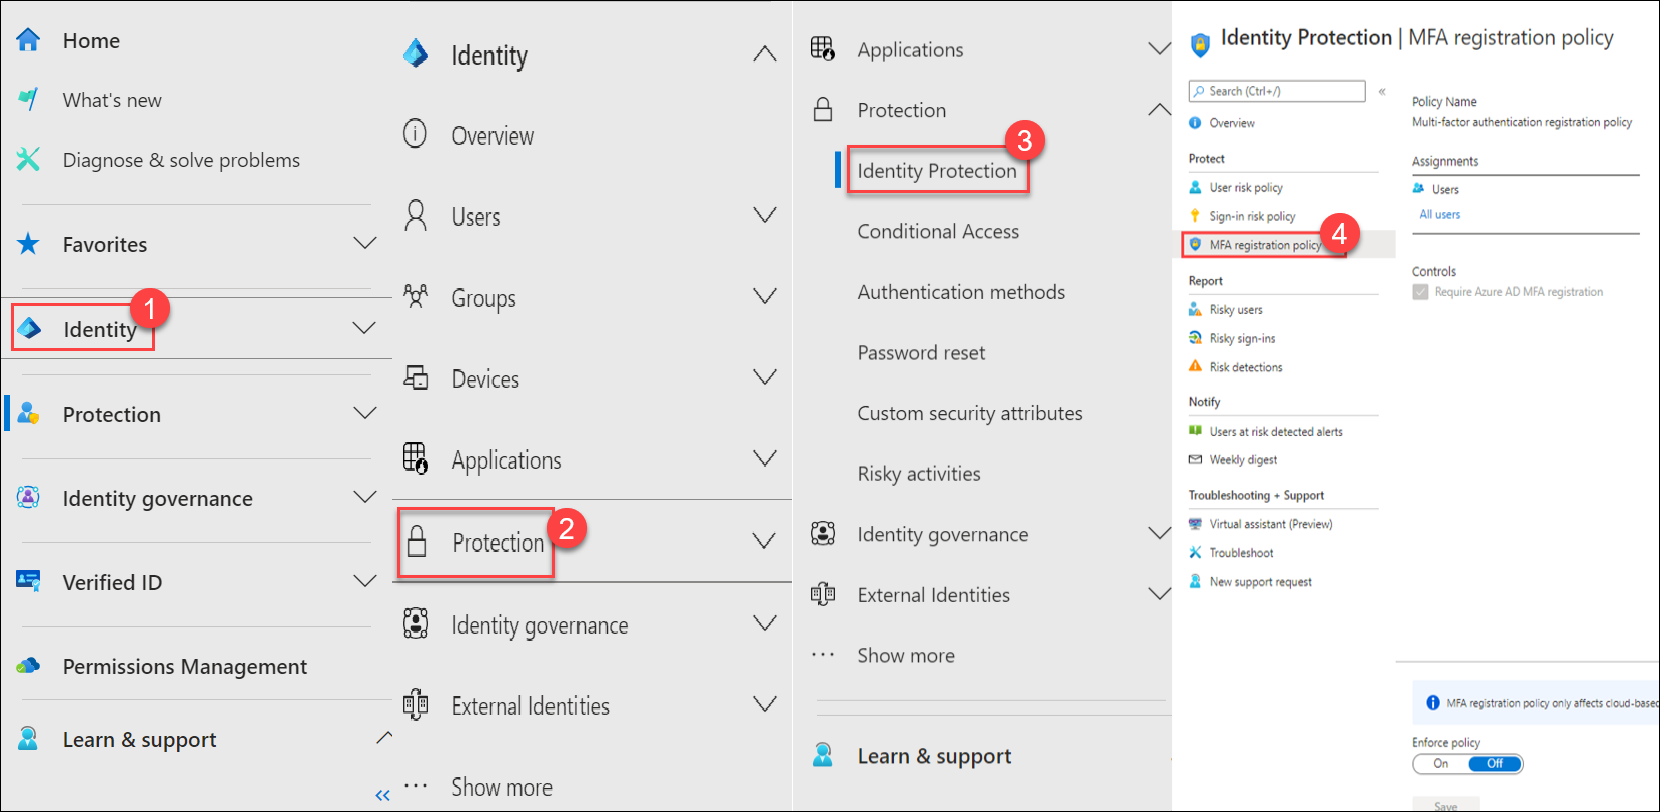 Home
What's new
Diagnose & solve problems
Favorites
Identity
1
Protection
Identity governance
Verified ID
Permissions Management
Learn & support
Identity
Overview
Users
Groups
Devices
Applications
Protection
2
Identity governance
External Identities
Show more
Applications
Protection
3
Identity Protection
Conditional Access
Authentication methods
Password reset
Custom security attributes
Risky activities
Identity governance
External Identities
Show more
Learn & support
Identity Protection | MFA registration policy
Search (Ctrl+/)
Overview
Protect
User risk policy
Sign-in risk policy
MFA registration policy
4
Report
Risky users
Risky sign-ins
Risk detections
Notify
Users at risk detected alerts
Weekly digest
Troubleshooting + Support
Virtual assistant (Preview)
Troubleshoot
New support request
Policy Name
Multi-factor authentication registration policy
Assignments
Users
All users
Controls
Require Azure AD MFA registration
MFA registration policy only affects cloud-based
Enforce policy
On Off
Save